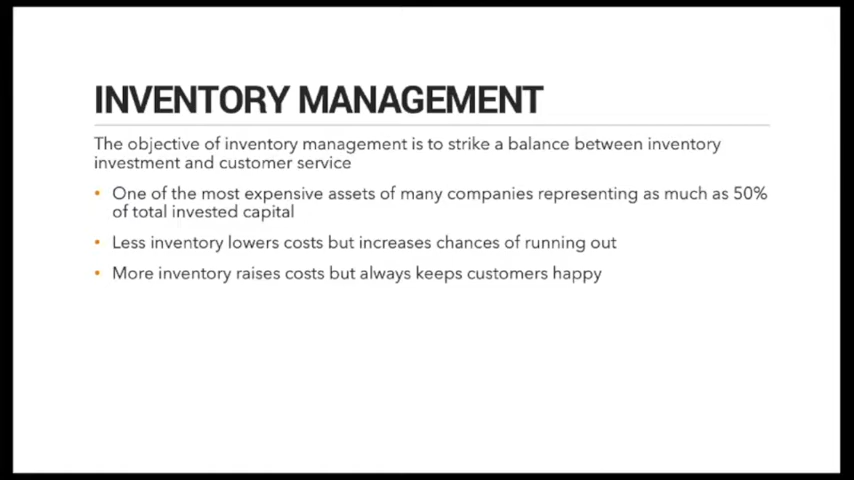 INVENTORY MANAGEMENT
The objective of inventory management is to strike a balance between inventory
investment and customer service
• One of the most expensive assets of many companies representing as much as 50%
of total invested capital
• Less inventory lowers costs but increases chances of running out
• More inventory raises costs but always keeps customers happy